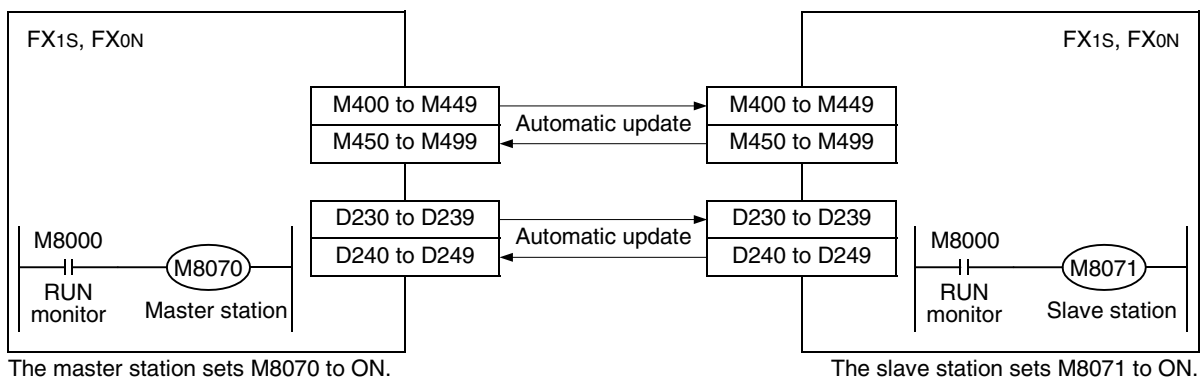 FX1S, FX0N
FX1S, FX0N
M400 to M449
Automatic update
M400 to M449
M450 to M499
M450 to M499
D230 to D239
Automatic update
D230 to D239
D240 to D249
D240 to D249
M8000
M8070
RUN
monitor
Master station
M8000
M8071
RUN
monitor
Slave station
The master station sets M8070 to ON.
The slave station sets M8071 to ON.